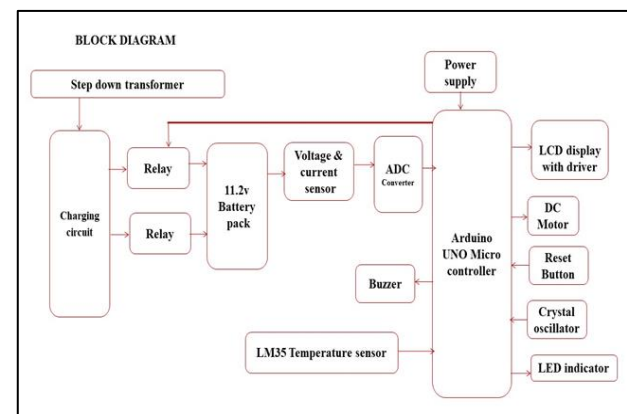 BLOCK DIAGRAM
Step down transformer
Power
supply
Relay
Voltage &
current
sensor
ADC
Converter
LCD display
with driver
11.2v
Battery
pack
Charging
circuit
Relay
DC
Motor
Arduino
UNO Micro
controller
Reset
Button
Buzzer
Crystal
oscillator
LM35 Temperature sensor
LED indicator